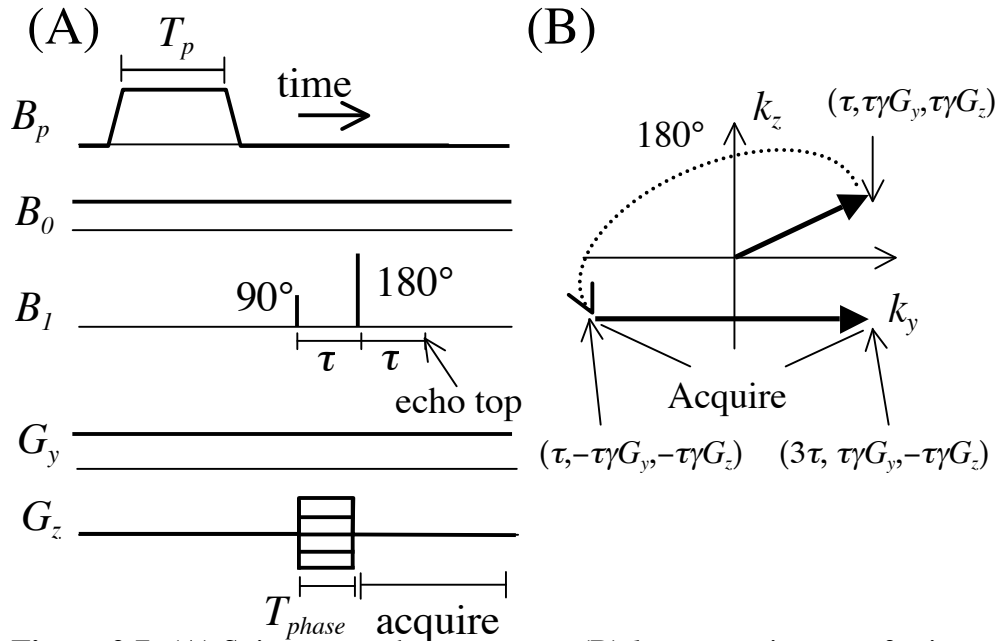 (A)
T_p
time
B_p
B_0
90°
180°
B_1
τ
τ
echo top
G_y
G_z
T_phase
acquire
(B)
k_z
(τ,τγG_y,τγG_z)
180°
k_y
Acquire
(τ,−τγG_y,−τγG_z)
(3τ, τγG_y,−τγG_z)